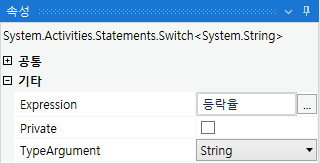 속성
System.Activities.Statements.Switch<System.String>
공통
기타
Expression 등락율 ...
Private
TypeArgument String